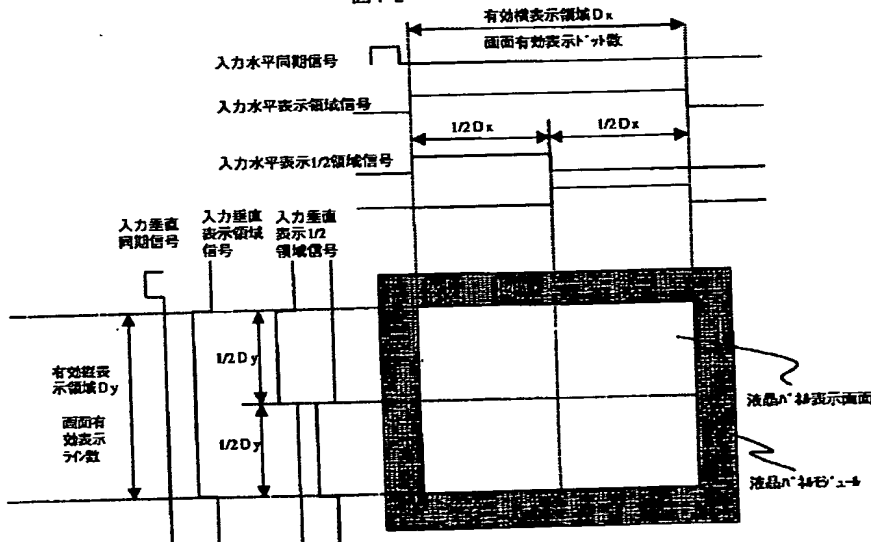 有効横表示領域Dx
画面有効表示ﾄﾞｯﾄ数
入力水平同期信号
入力水平表示領域信号
1/2Dx
1/2Dx
入力水平表示1/2領域信号
入力垂直
同期信号
入力垂直
表示領域
信号
入力垂直
表示1/2
領域信号
有効縦表
示領域Dy
画面有
効表示
ﾗｲﾝ数
1/2Dy
1/2Dy
液晶ﾊﾟﾈﾙ表示画面
液晶ﾊﾟﾈﾙﾓｼﾞｭｰﾙ